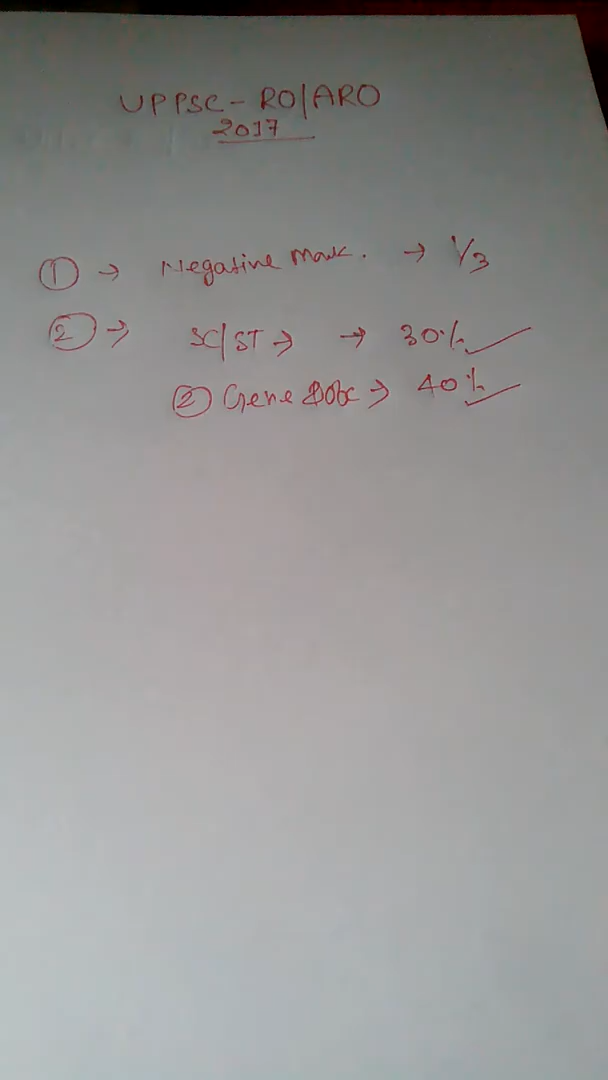 UPPSC - RO/ARO
2017
① → Negative Mark. → 1/3
② → SC/ST → → 30%
② Gene Obc → 40%